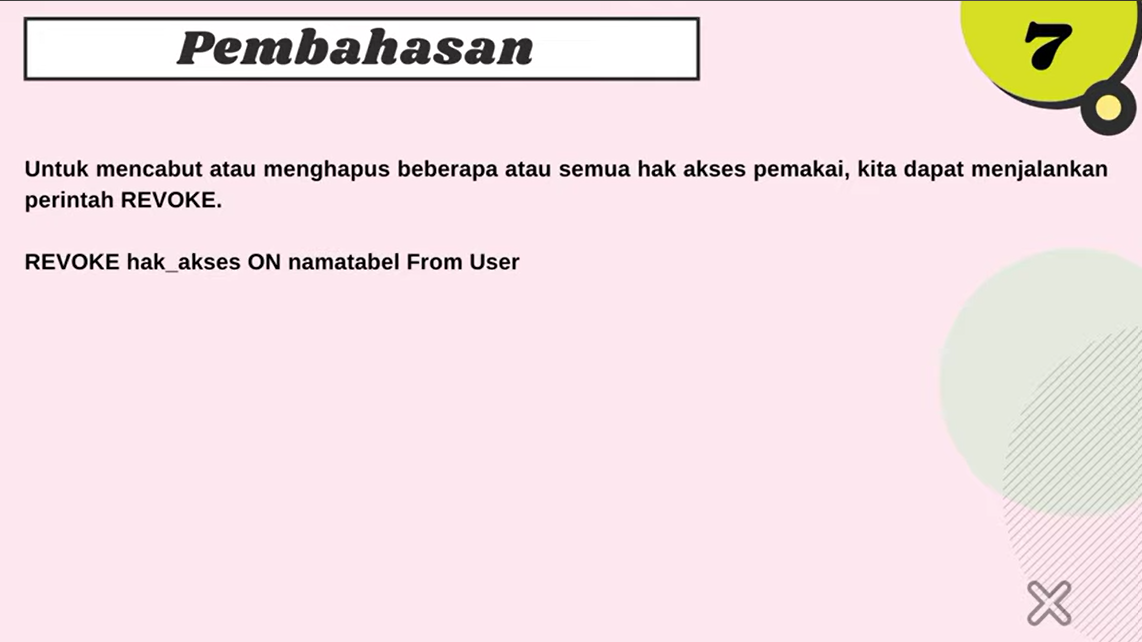 Pembahasan
7
Untuk mencabut atau menghapus beberapa atau semua hak akses pemakai, kita dapat menjalankan
perintah REVOKE.
REVOKE hak_akses ON namatabel From User